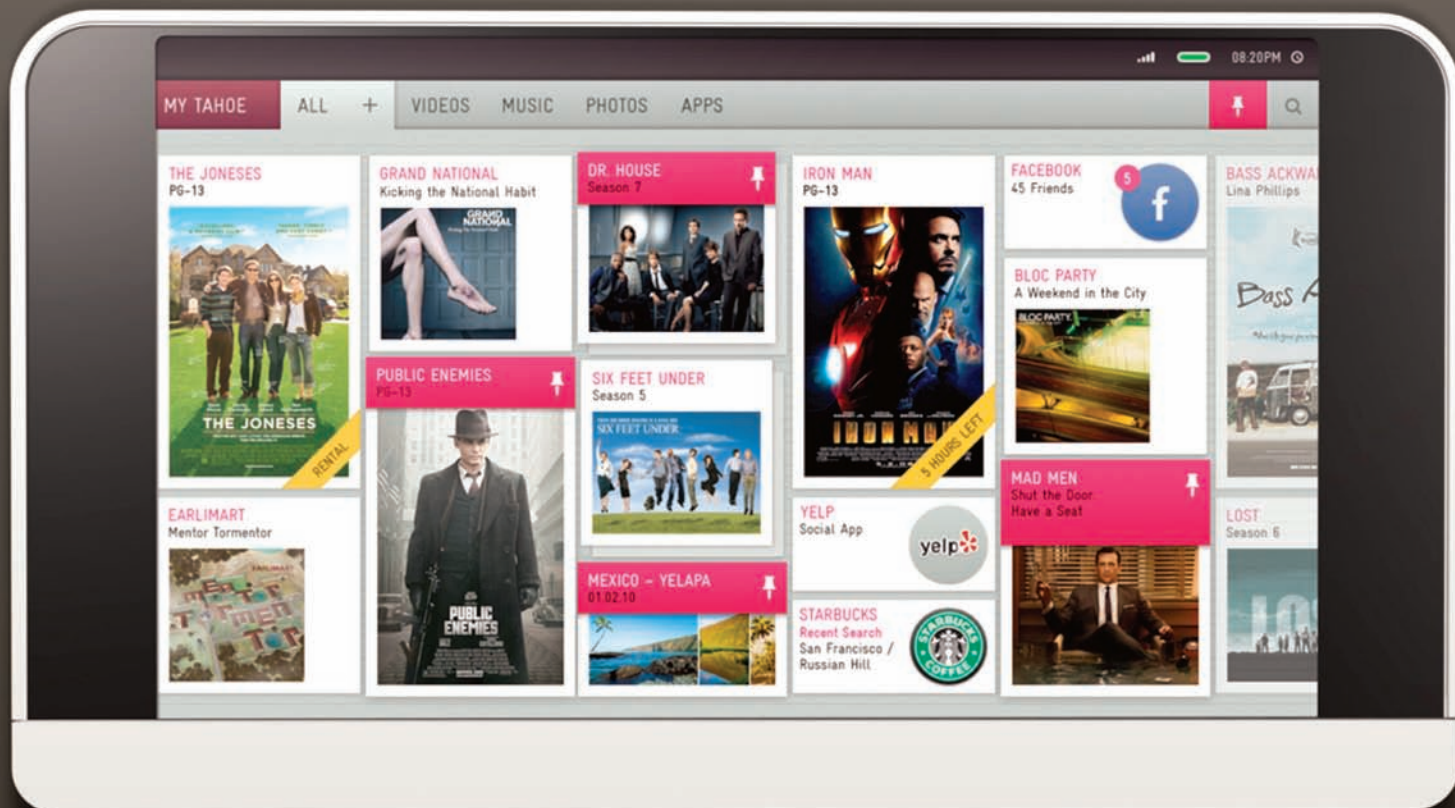 08:20PM
MY TAHOE
ALL +
VIDEOS
MUSIC
PHOTOS
APPS
THE JONESES
PG-13
THE JONESES
RENTAL
EARLIMART
Mentor Tormentor
EARLIMART
GRAND NATIONAL
Kicking the National Habit
GRAND
NATIONAL
PUBLIC ENEMIES
PG-13
PUBLIC
ENEMIES
DR. HOUSE
Season 7
SIX FEET UNDER
Season 5
SIX FEET UNDER
MEXICO – YELAPA
01.02.10
IRON MAN
PG-13
IRON MAN
5 HOURS LEFT
YELP
Social App
yelp
STARBUCKS
Recent Search
San Francisco /
Russian Hill
STARBUCKS
COFFEE
FACEBOOK
45 Friends
5
f
BLOC PARTY
A Weekend in the City
BLOC PARTY.
MAD MEN
Shut the Door.
Have a Seat
BASS ACKWA
Lina Phillips
Bass A
LOST
Season 6
LO